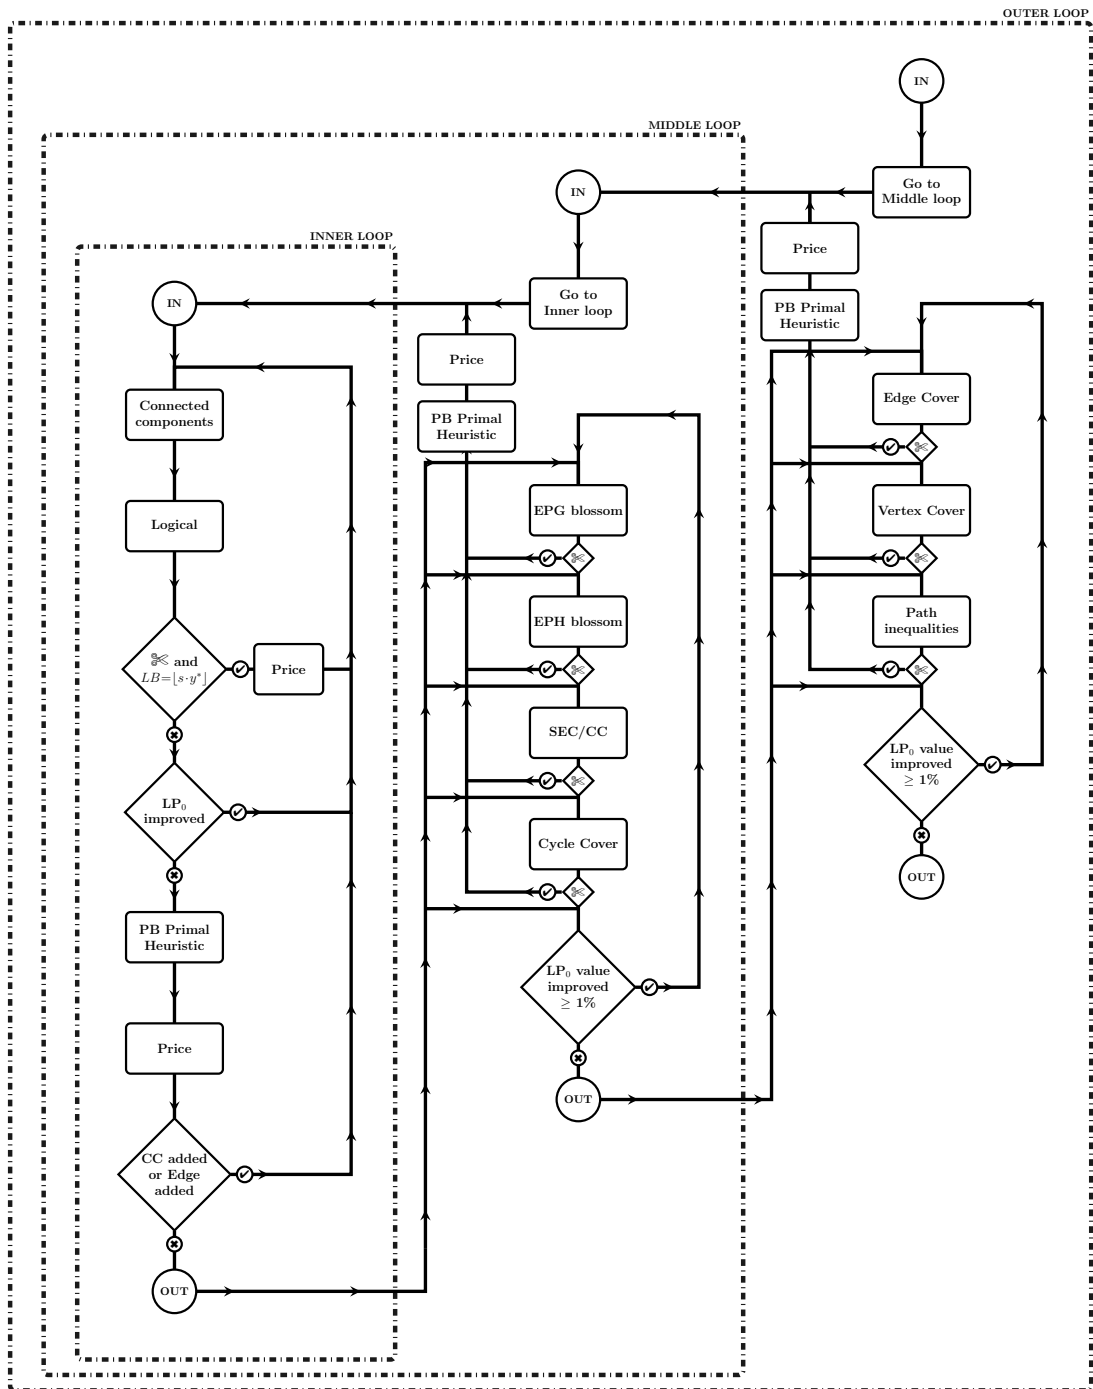 OUTER LOOP
IN
Go to
Middle loop
Price
PB Primal
Heuristic
Edge Cover
Vertex Cover
Path
inequalities
LP₀ value
improved
≥ 1%
OUT
MIDDLE LOOP
IN
Go to
Inner loop
Price
PB Primal
Heuristic
EPG blossom
EPH blossom
SEC/CC
Cycle Cover
LP₀ value
improved
≥ 1%
OUT
INNER LOOP
IN
Connected
components
Logical
✄ and
LB=⌊s·y*⌋
Price
LP₀
improved
PB Primal
Heuristic
Price
CC added
or Edge
added
OUT